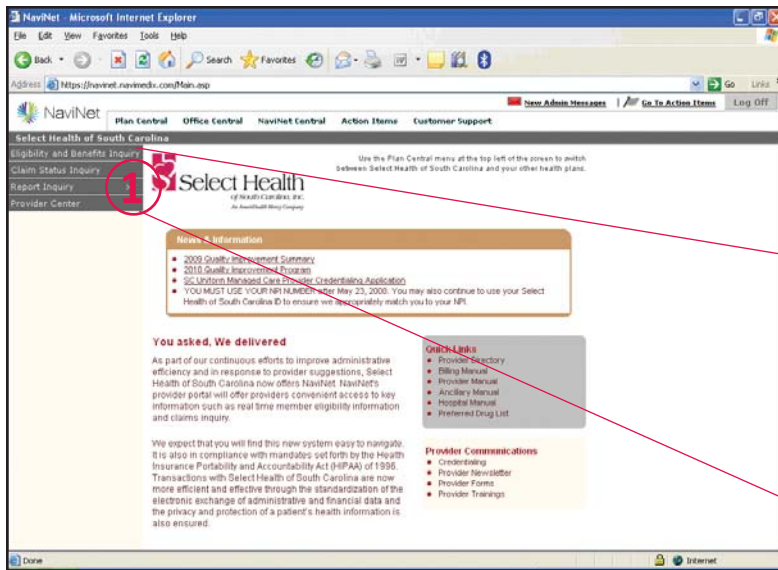 NaviNet - Microsoft Internet Explorer
File Edit View Favorites Tools Help
Back Search Favorites
Address https://navinet.navimedix.com/Main.asp Go Links
New Admin Messages | Go To Action Items Log Off
NaviNet Plan Central Office Central NaviNet Central Action Items Customer Support
Select Health of South Carolina
Eligibility and Benefits Inquiry
Claim Status Inquiry
Report Inquiry
Provider Center
1
Use the Plan Central menu at the top left of the screen to switch
between Select Health of South Carolina and your other health plans.
Select Health
of South Carolina, Inc.
An AmeriHealth Mercy Company
News & Information
2009 Quality Improvement Summary
2010 Quality Improvement Program
SC Uniform Managed Care Provider Credentialing Application
YOU MUST USE YOUR NPI NUMBER after May 23, 2008. You may also continue to use your Select
Health of South Carolina ID to ensure we appropriately match you to your NPI.
You asked, We delivered
As part of our continuous efforts to improve administrative
efficiency and in response to provider suggestions, Select
Health of South Carolina now offers NaviNet. NaviNet's
provider portal will offer providers convenient access to key
information such as real time member eligibility information
and claims inquiry.
We expect that you will find this new system easy to navigate.
It is also in compliance with mandates set forth by the Health
Insurance Portability and Accountability Act (HIPAA) of 1996.
Transactions with Select Health of South Carolina are now
more efficient and effective through the standardization of the
electronic exchange of administrative and financial data and
the privacy and protection of a patient's health information is
also ensured.
Quick Links
Provider Directory
Billing Manual
Provider Manual
Ancillary Manual
Hospital Manual
Preferred Drug List
Provider Communications
Credentialing
Provider Newsletter
Provider Forms
Provider Trainings
Done Internet